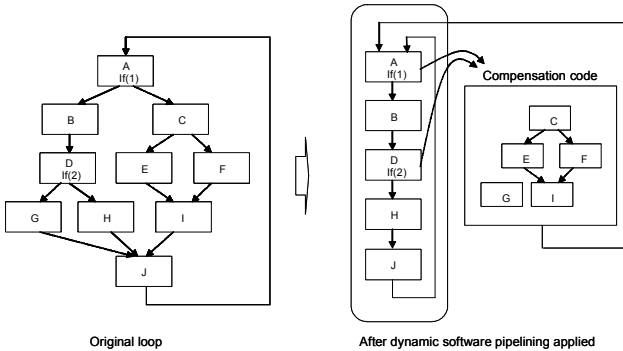 A
If(1)
B
C
D
If(2)
E
F
G
H
I
J
Original loop
A
If(1)
B
D
If(2)
H
J
Compensation code
C
E
F
G
I
After dynamic software pipelining applied